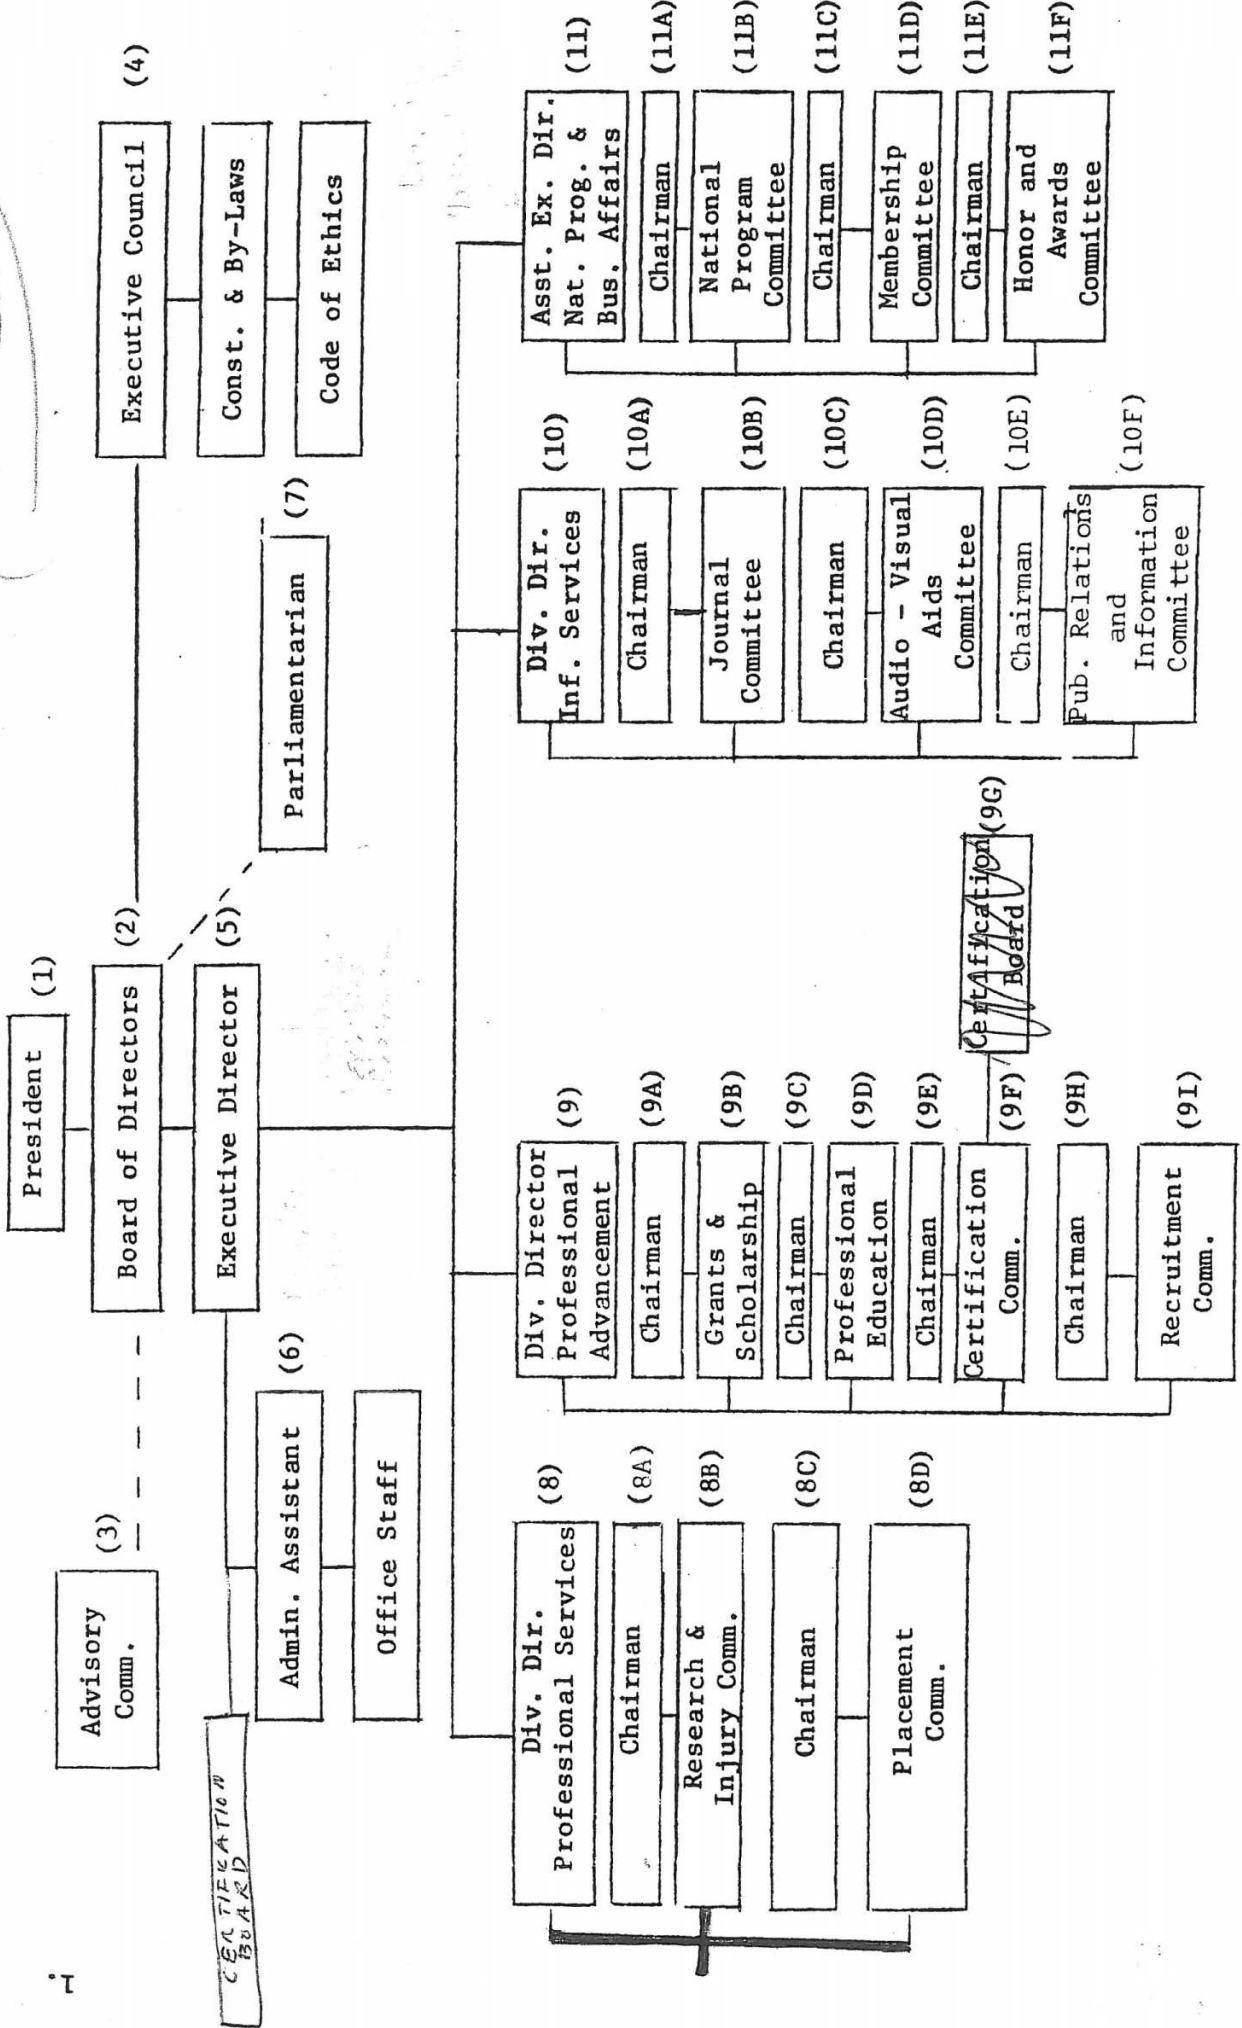 1.
President
(1)
Board of Directors
(2)
Advisory
Comm.
(3)
Executive Council
(4)
Const. & By-Laws
Code of Ethics
Executive Director
(5)
Parliamentarian
(7)
CERTIFICATION
BOARD
Admin. Assistant
(6)
Office Staff
Div. Dir.
Professional Services
(8)
Chairman
(8A)
Research &
Injury Comm.
(8B)
Chairman
(8C)
Placement
Comm.
(8D)
Div. Director
Professional
Advancement
(9)
Chairman
(9A)
Grants &
Scholarship
(9B)
Chairman
(9C)
Professional
Education
(9D)
Chairman
(9E)
Certification
Comm.
(9F)
Certification
Board
(9G)
Chairman
(9H)
Recruitment
Comm.
(9I)
Div. Dir.
Inf. Services
(10)
Chairman
(10A)
Journal
Committee
(10B)
Chairman
(10C)
Audio - Visual
Aids
Committee
(10D)
Chairman
(10E)
Pub. Relations
and
Information
Committee
(10F)
Asst. Ex. Dir.
Nat. Prog. &
Bus. Affairs
(11)
Chairman
(11A)
National
Program
Committee
(11B)
Chairman
(11C)
Membership
Committee
(11D)
Chairman
(11E)
Honor and
Awards
Committee
(11F)